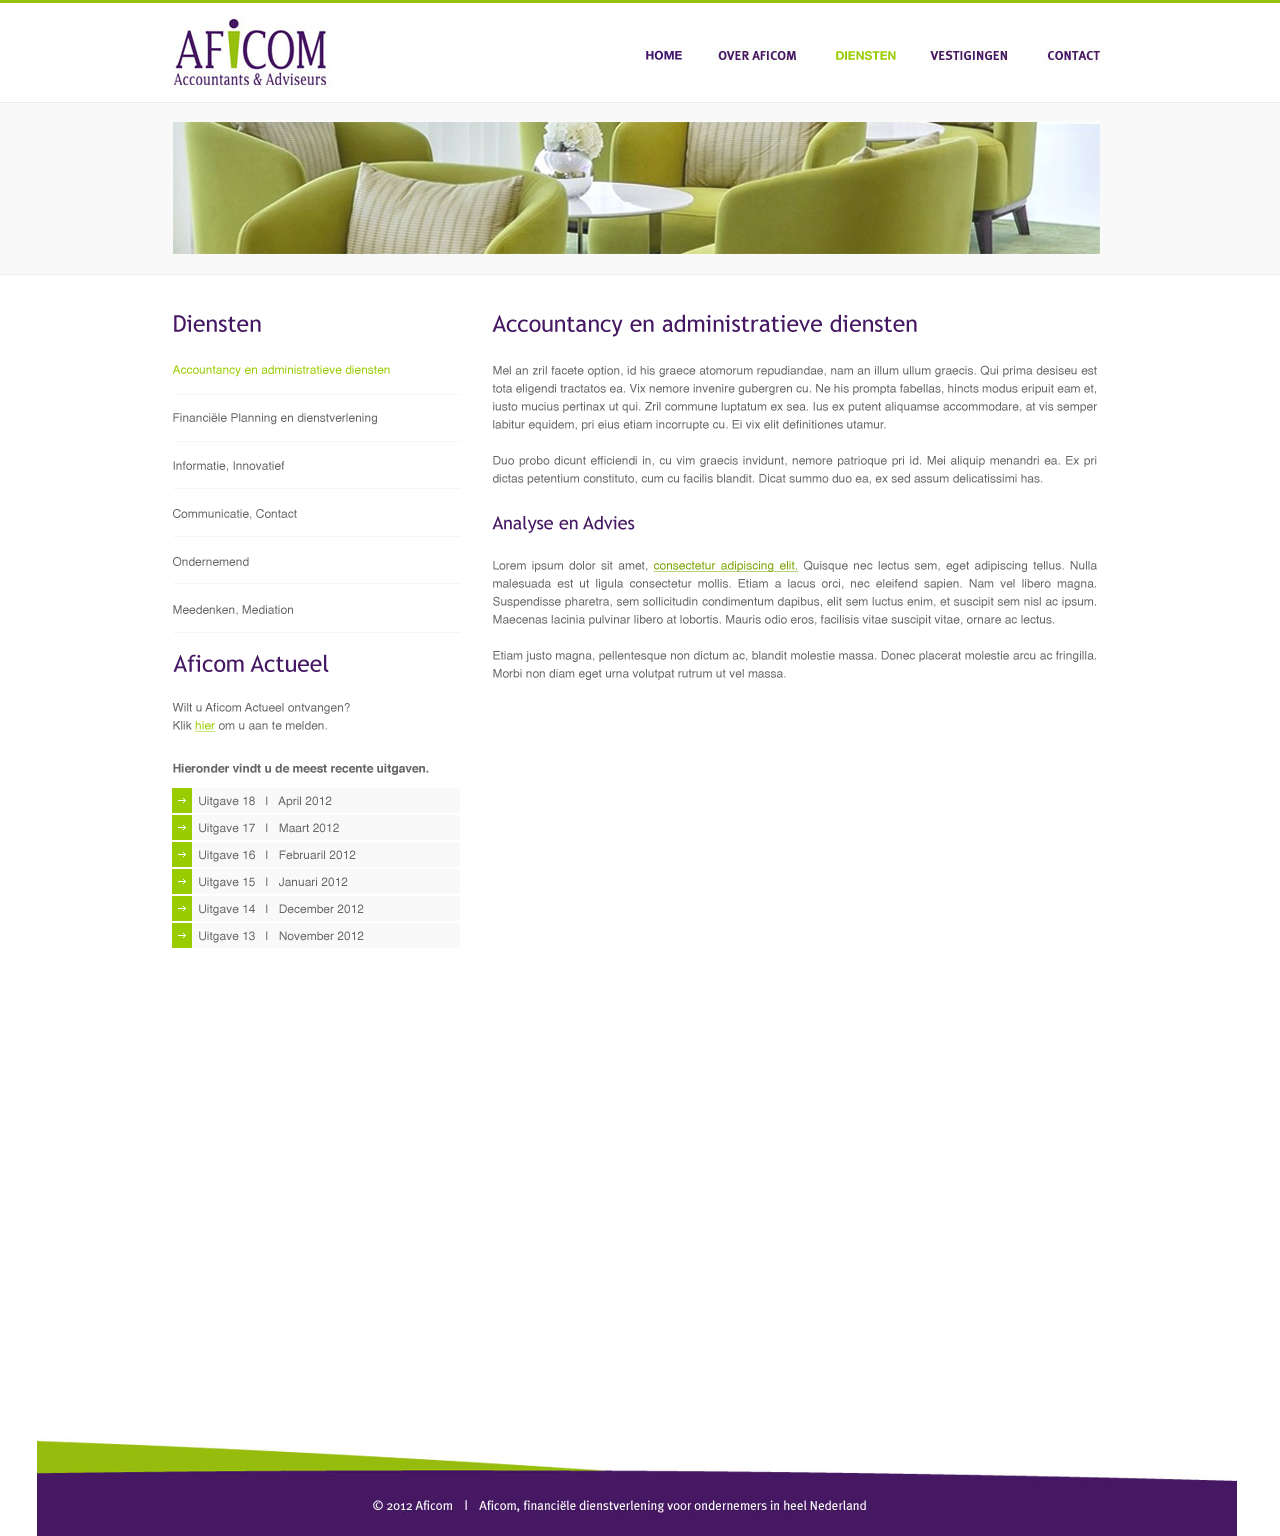 AFiCOM
Accountants & Adviseurs
HOME
OVER AFICOM
DIENSTEN
VESTIGINGEN
CONTACT
Diensten
Accountancy en administratieve diensten
Financiële Planning en dienstverlening
Informatie, Innovatief
Communicatie, Contact
Ondernemend
Meedenken, Mediation
Aficom Actueel
Wilt u Aficom Actueel ontvangen?
Klik hier om u aan te melden.
Hieronder vindt u de meest recente uitgaven.
Uitgave 18 I April 2012
Uitgave 17 I Maart 2012
Uitgave 16 I Februaril 2012
Uitgave 15 I Januari 2012
Uitgave 14 I December 2012
Uitgave 13 I November 2012
Accountancy en administratieve diensten
Mel an zril facete option, id his graece atomorum repudiandae, nam an illum ullum graecis. Qui prima desiseu est
tota eligendi tractatos ea. Vix nemore invenire gubergren cu. Ne his prompta fabellas, hincts modus eripuit eam et,
iusto mucius pertinax ut qui. Zril commune luptatum ex sea. Ius ex putent aliquamse accommodare, at vis semper
labitur equidem, pri eius etiam incorrupte cu. Ei vix elit definitiones utamur.
Duo probo dicunt efficiendi in, cu vim graecis invidunt, nemore patrioque pri id. Mei aliquip menandri ea. Ex pri
dictas petentium constituto, cum cu facilis blandit. Dicat summo duo ea, ex sed assum delicatissimi has.
Analyse en Advies
Lorem ipsum dolor sit amet, consectetur adipiscing elit. Quisque nec lectus sem, eget adipiscing tellus. Nulla
malesuada est ut ligula consectetur mollis. Etiam a lacus orci, nec eleifend sapien. Nam vel libero magna.
Suspendisse pharetra, sem sollicitudin condimentum dapibus, elit sem luctus enim, et suscipit sem nisl ac ipsum.
Maecenas lacinia pulvinar libero at lobortis. Mauris odio eros, facilisis vitae suscipit vitae, ornare ac lectus.
Etiam justo magna, pellentesque non dictum ac, blandit molestie massa. Donec placerat molestie arcu ac fringilla.
Morbi non diam eget urna volutpat rutrum ut vel massa.
© 2012 Aficom I Aficom, financiële dienstverlening voor ondernemers in heel Nederland